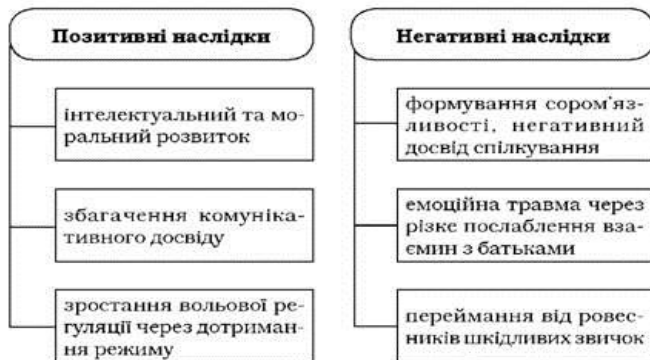 Позитивні наслідки
інтелектуальний та мо-
ральний розвиток
збагачення комуніка-
тивного досвіду
зростання вольової ре-
гуляції через дотриман-
ня режиму
Негативні наслідки
формування сором'яз-
ливості, негативний
досвід спілкування
емоційна травма через
різке послаблення вза-
ємин з батьками
переймання від ровес-
ників шкідливих звичок